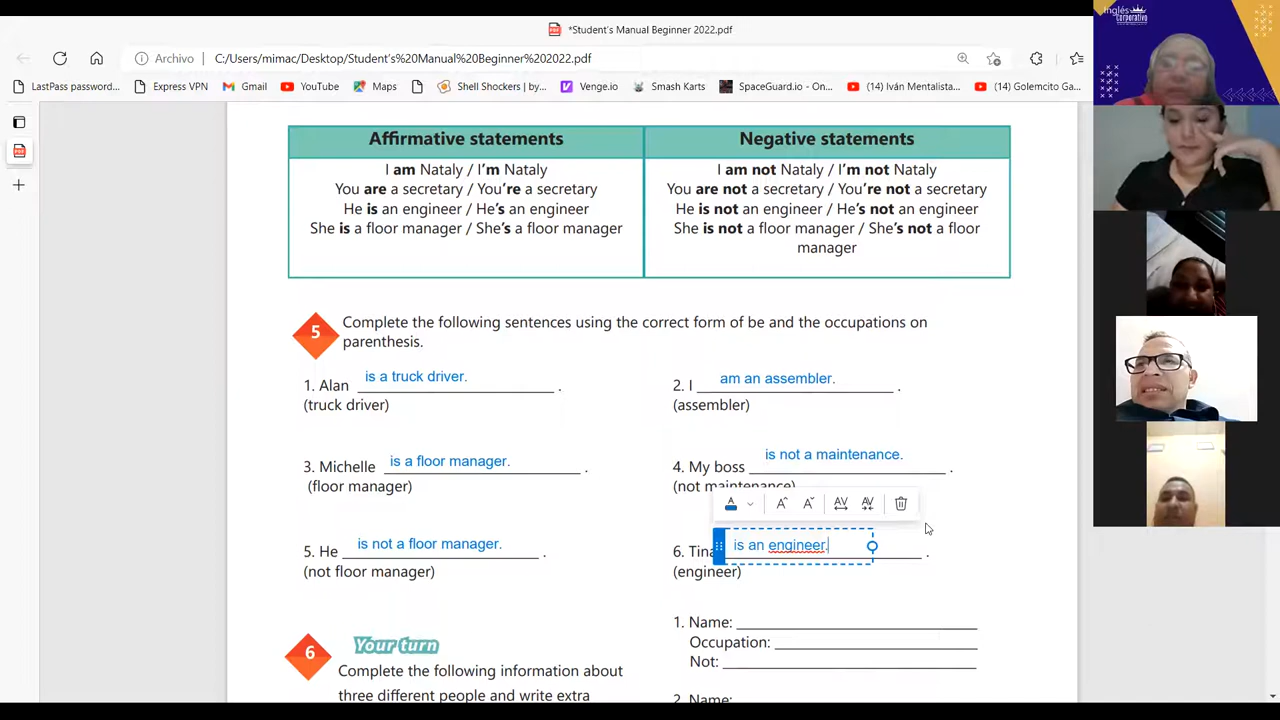 *Student's Manual Beginner 2022.pdf
Archivo
C:/Users/mimac/Desktop/Student's%20Manual%20Beginner%202022.pdf
LastPass password...
Express VPN
Gmail
YouTube
Maps
Shell Shockers | by...
Venge.io
Smash Karts
SpaceGuard.io - On...
(14) Iván Mentalista...
(14) Golemcito Ga...
Inglés
Corporativo
Affirmative statements
Negative statements
I am Nataly / I'm Nataly
You are a secretary / You're a secretary
He is an engineer / He's an engineer
She is a floor manager / She's a floor manager
I am not Nataly / I'm not Nataly
You are not a secretary / You're not a secretary
He is not an engineer / He's not an engineer
She is not a floor manager / She's not a floor
manager
5
Complete the following sentences using the correct form of be and the occupations on
parenthesis.
1. Alan is a truck driver. .
(truck driver)
2. I am an assembler. .
(assembler)
3. Michelle is a floor manager. .
(floor manager)
4. My boss is not a maintenance. .
(not maintenance)
5. He is not a floor manager. .
(not floor manager)
6. Tina is an engineer. .
(engineer)
6
Your turn
Complete the following information about
three different people and write extra
1. Name:
Occupation:
Not:
2. Name: